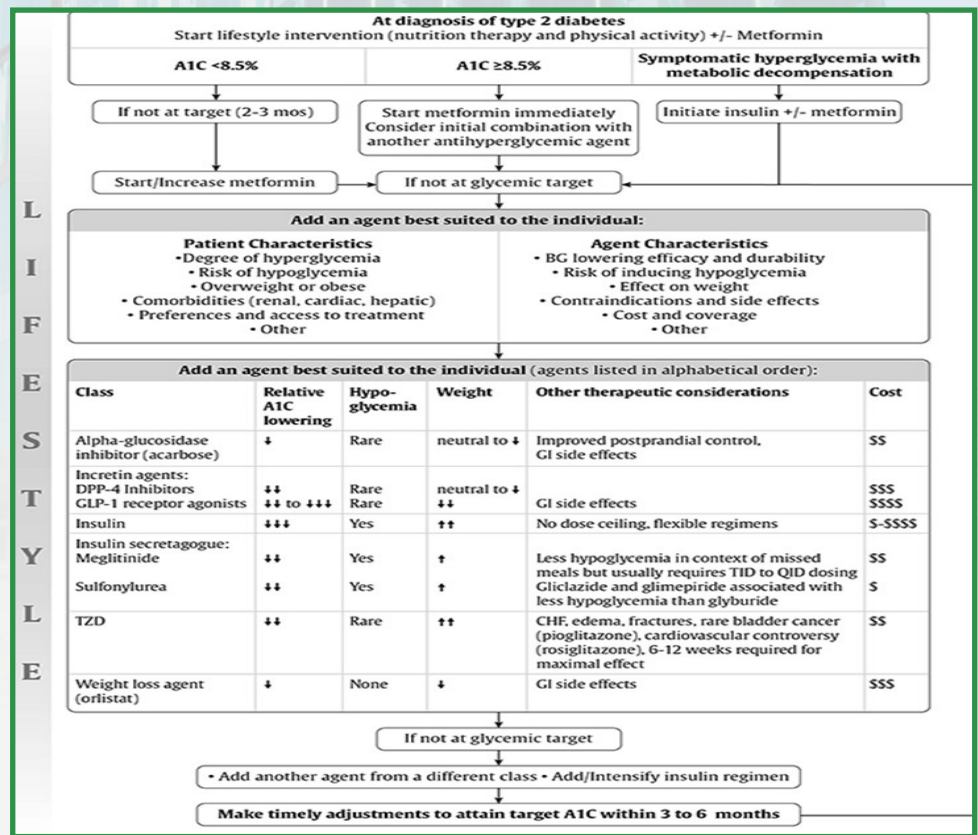 At diagnosis of type 2 diabetes
Start lifestyle intervention (nutrition therapy and physical activity) +/- Metformin
A1C <8.5%
A1C ≥8.5%
Symptomatic hyperglycemia with
metabolic decompensation
If not at target (2-3 mos)
Start metformin immediately
Consider initial combination with
another antihyperglycemic agent
Initiate insulin +/- metformin
Start/Increase metformin
If not at glycemic target
L
I
F
E
S
T
Y
L
E
Add an agent best suited to the individual:
Patient Characteristics
•Degree of hyperglycemia
• Risk of hypoglycemia
• Overweight or obese
• Comorbidities (renal, cardiac, hepatic)
• Preferences and access to treatment
• Other
Agent Characteristics
• BG lowering efficacy and durability
• Risk of inducing hypoglycemia
• Effect on weight
• Contraindications and side effects
• Cost and coverage
• Other
Add an agent best suited to the individual (agents listed in alphabetical order):
Class Relative Hypo- Weight Other therapeutic considerations Cost
A1C glycemia
lowering
Alpha-glucosidase ↓ Rare neutral to ↓ Improved postprandial control, $$
inhibitor (acarbose) GI side effects
Incretin agents:
DPP-4 Inhibitors ↓↓ Rare neutral to ↓ $$$
GLP-1 receptor agonists ↓↓ to ↓↓↓ Rare ↓↓ GI side effects $$$$
Insulin ↓↓↓ Yes ↑↑ No dose ceiling, flexible regimens $-$$$$
Insulin secretagogue:
Meglitinide ↓↓ Yes ↑ Less hypoglycemia in context of missed $$
meals but usually requires TID to QID dosing
Sulfonylurea ↓↓ Yes ↑ Gliclazide and glimepiride associated with $
less hypoglycemia than glyburide
TZD ↓↓ Rare ↑↑ CHF, edema, fractures, rare bladder cancer $$
(pioglitazone), cardiovascular controversy
(rosiglitazone), 6-12 weeks required for
maximal effect
Weight loss agent ↓ None ↓ GI side effects $$$
(orlistat)
If not at glycemic target
• Add another agent from a different class • Add/Intensify insulin regimen
Make timely adjustments to attain target A1C within 3 to 6 months